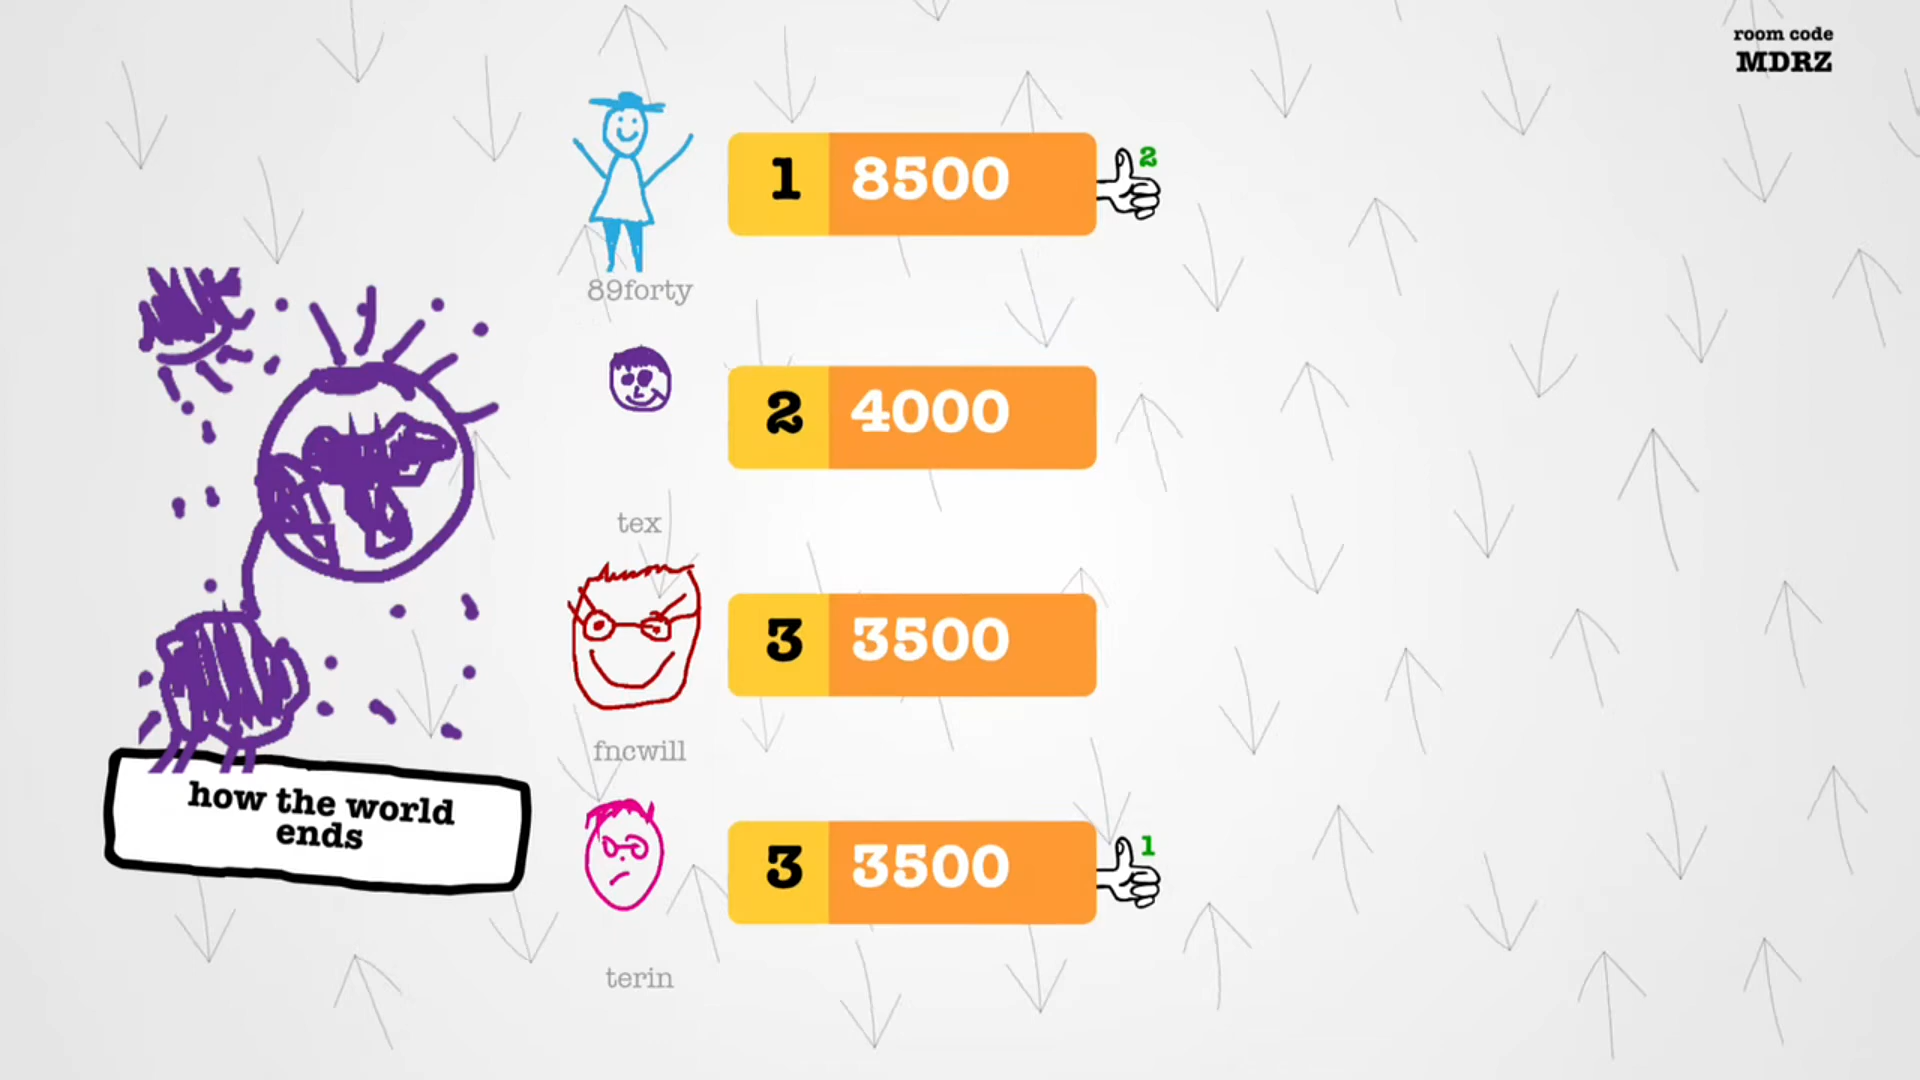 room code
MDRZ
1 8500 2
89forty
2 4000
tex
3 3500
fncwill
3 3500 1
terin
how the world
ends